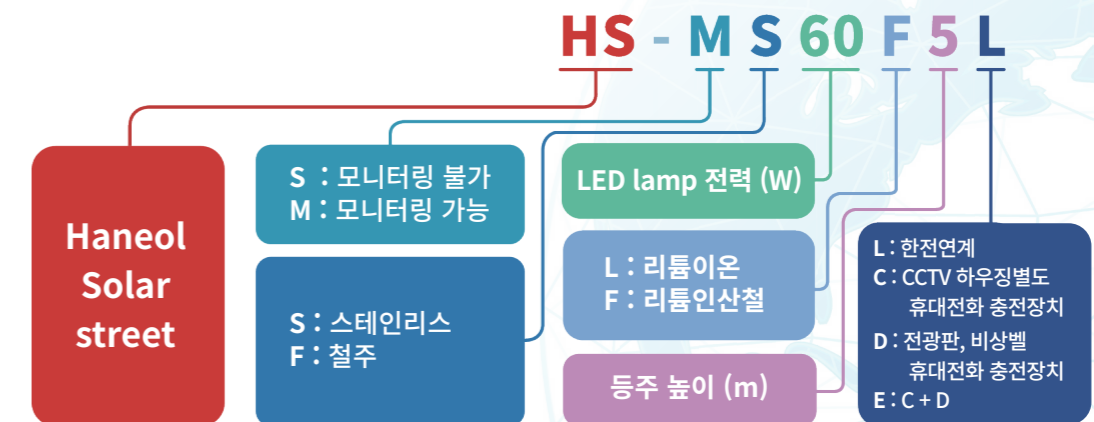 HS - M S 60 F 5 L
Haneol
Solar
street
S : 모니터링 불가
M : 모니터링 가능
S : 스테인리스
F : 철주
LED lamp 전력 (W)
L : 리튬이온
F : 리튬인산철
등주 높이 (m)
L : 한전연계
C : CCTV 하우징별도
휴대전화 충전장치
D : 전광판, 비상벨
휴대전화 충전장치
E : C + D